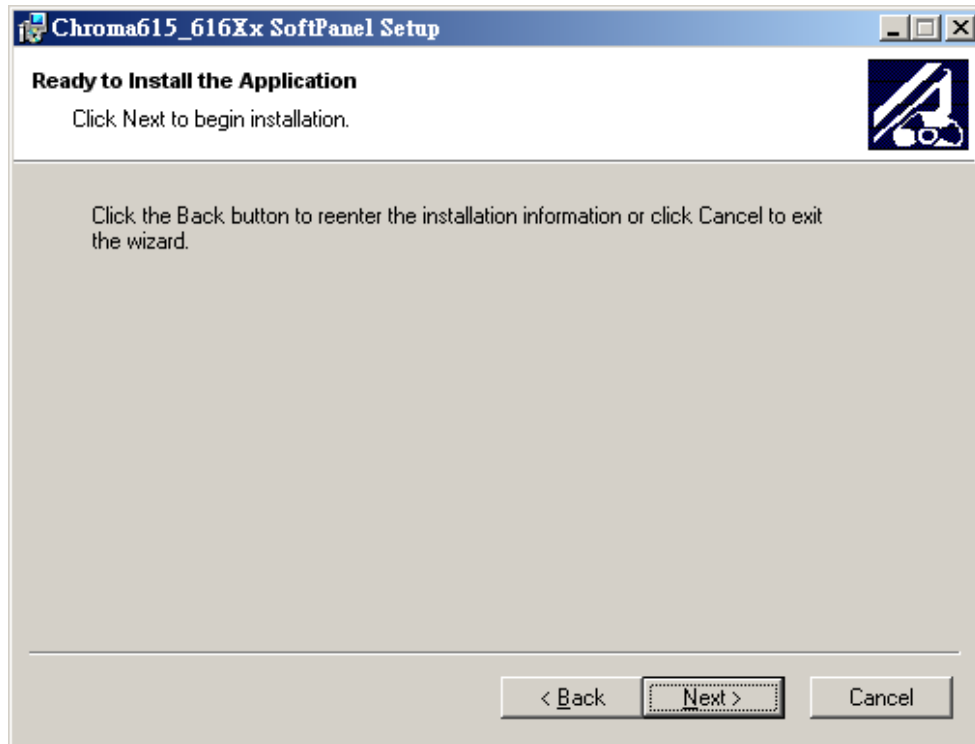 Chroma615_616Xx SoftPanel Setup
Ready to Install the Application
Click Next to begin installation.
Click the Back button to reenter the installation information or click Cancel to exit
the wizard.
< Back
Next >
Cancel